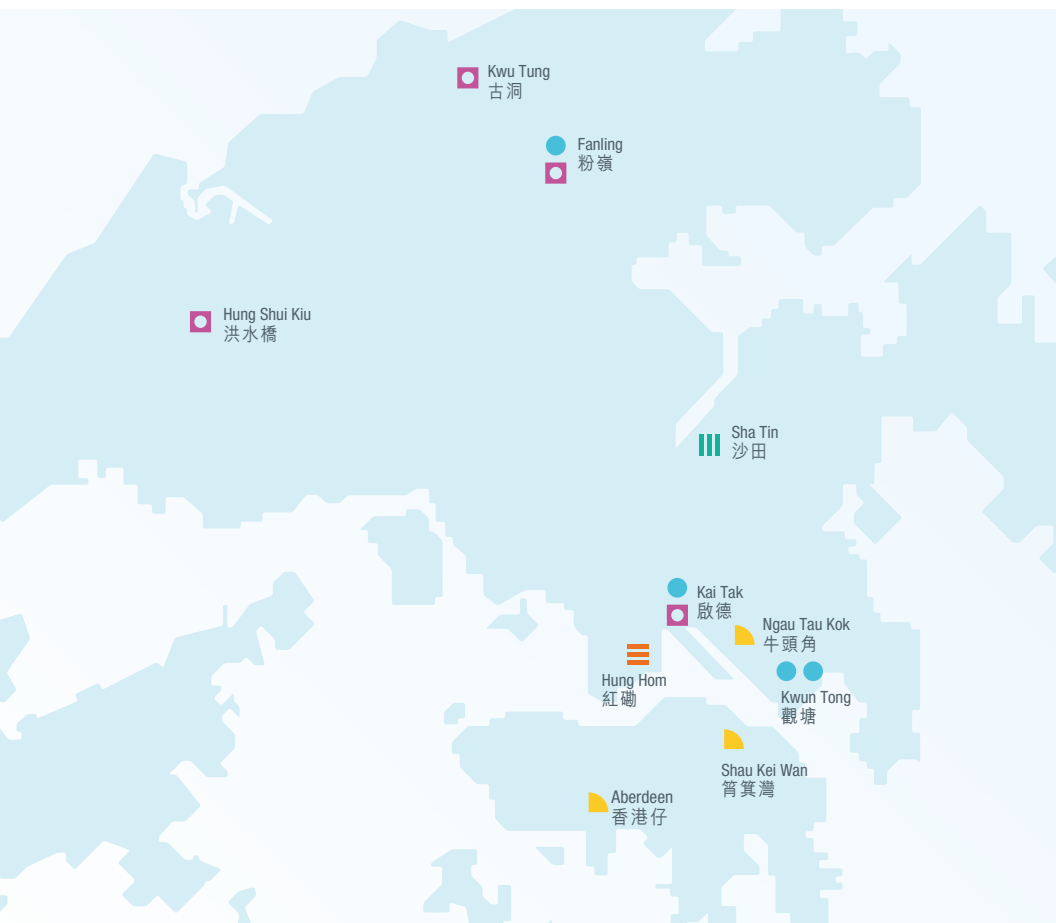 Kwu Tung
古洞
Fanling
粉嶺
Hung Shui Kiu
洪水橋
Sha Tin
沙田
Kai Tak
啟德
Ngau Tau Kok
牛頭角
Hung Hom
紅磡
Kwun Tong
觀塘
Shau Kei Wan
筲箕灣
Aberdeen
香港仔